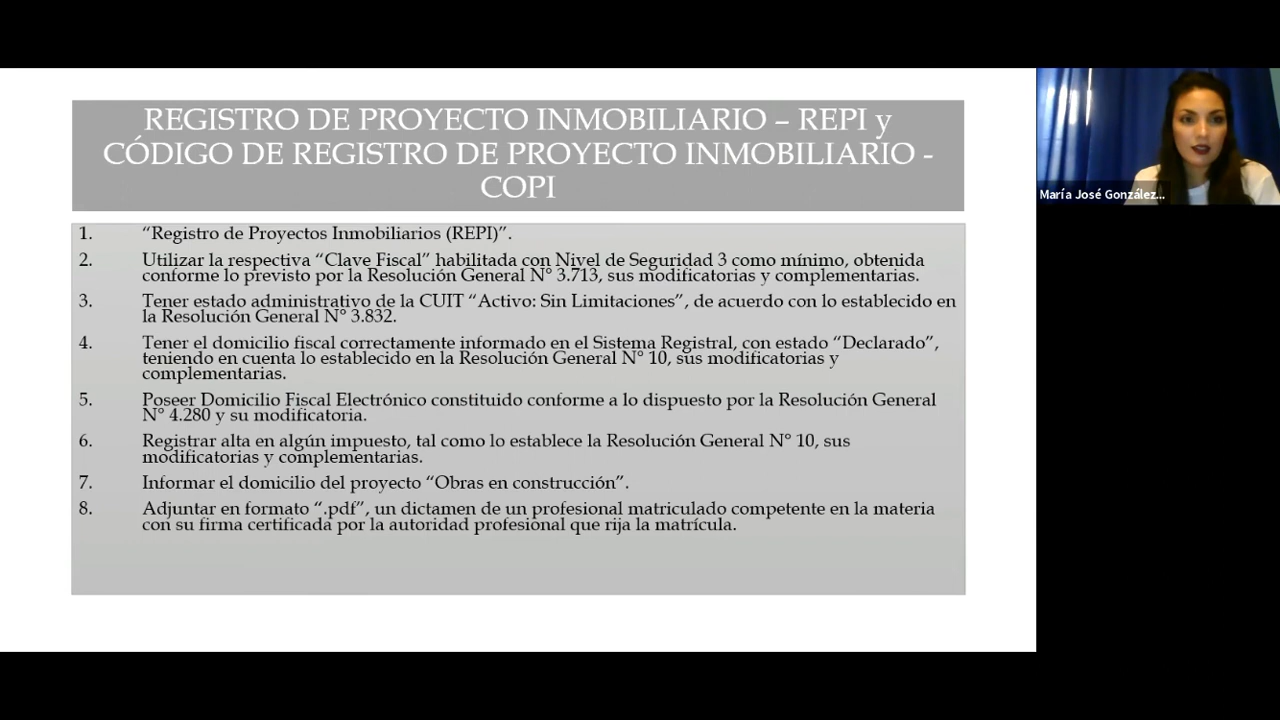 REGISTRO DE PROYECTO INMOBILIARIO – REPI y
CÓDIGO DE REGISTRO DE PROYECTO INMOBILIARIO -
COPI
1. “Registro de Proyectos Inmobiliarios (REPI)”.
2. Utilizar la respectiva “Clave Fiscal” habilitada con Nivel de Seguridad 3 como mínimo, obtenida
conforme lo previsto por la Resolución General N° 3.713, sus modificatorias y complementarias.
3. Tener estado administrativo de la CUIT “Activo: Sin Limitaciones”, de acuerdo con lo establecido en
la Resolución General N° 3.832.
4. Tener el domicilio fiscal correctamente informado en el Sistema Registral, con estado “Declarado”,
teniendo en cuenta lo establecido en la Resolución General N° 10, sus modificatorias y
complementarias.
5. Poseer Domicilio Fiscal Electrónico constituido conforme a lo dispuesto por la Resolución General
N° 4.280 y su modificatoria.
6. Registrar alta en algún impuesto, tal como lo establece la Resolución General N° 10, sus
modificatorias y complementarias.
7. Informar el domicilio del proyecto “Obras en construcción”.
8. Adjuntar en formato “.pdf”, un dictamen de un profesional matriculado competente en la materia
con su firma certificada por la autoridad profesional que rija la matrícula.
María José González...